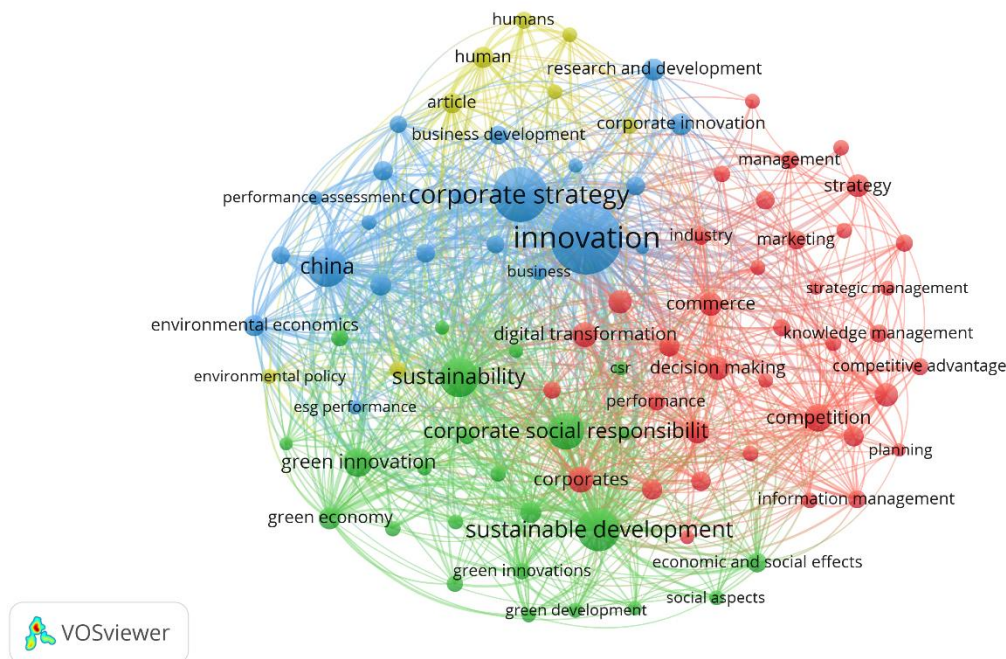 humans
human
research and development
article
corporate innovation
business development
management
strategy
performance assessment
corporate strategy
innovation
industry
marketing
china
business
strategic management
commerce
environmental economics
digital transformation
knowledge management
competitive advantage
csr
decision making
environmental policy
sustainability
esg performance
performance
competition
corporate social responsibilit
planning
green innovation
corporates
information management
green economy
sustainable development
economic and social effects
green innovations
social aspects
green development
VOSviewer